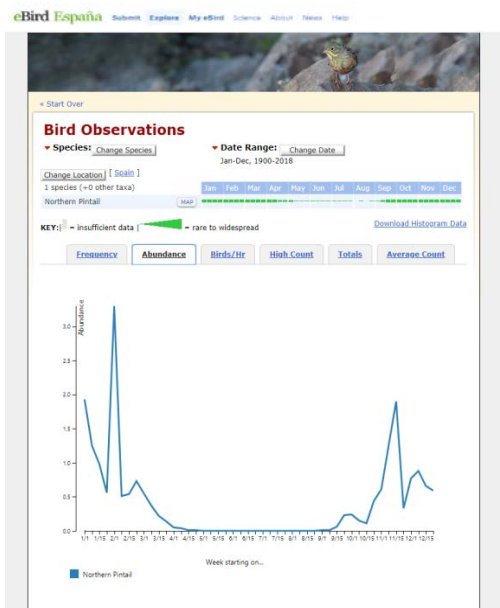 eBird España Submit Explore My eBird Science About News Help
« Start Over
Bird Observations
Species: Change Species
Date Range: Change Date
Jan-Dec, 1900-2018
Change Location [ Spain ]
1 species (+0 other taxa) Jan Feb Mar Apr May Jun Jul Aug Sep Oct Nov Dec
Northern Pintail MAP
KEY: = insufficient data | = rare to widespread Download Histogram Data
Frequency Abundance Birds/Hr High Count Totals Average Count
Abundance
3.0
2.5
2.0
1.5
1.0
0.5
0.0
1/1 1/15 2/1 2/15 3/1 3/15 4/1 4/15 5/1 5/15 6/1 6/15 7/1 7/15 8/1 8/15 9/1 9/15 10/1 10/15 11/1 11/15 12/1 12/15
Week starting on...
Northern Pintail